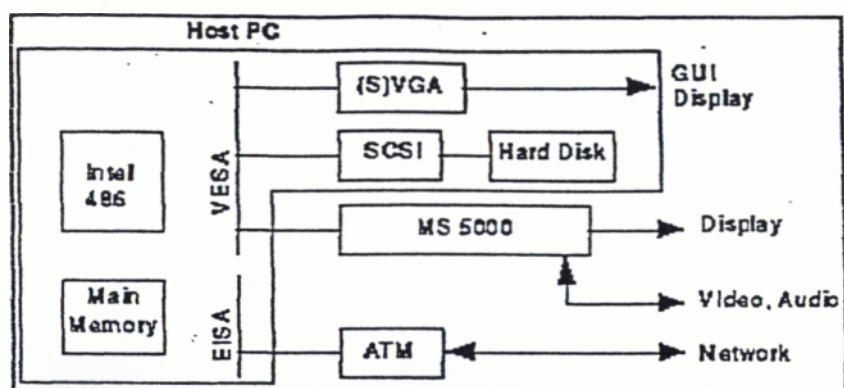 Host PC
(S)VGA
GUI
Display
SCSI
Hard Disk
Intel
486
VESA
MS 5000
Display
Main
Memory
EISA
Video, Audio
ATM
Network